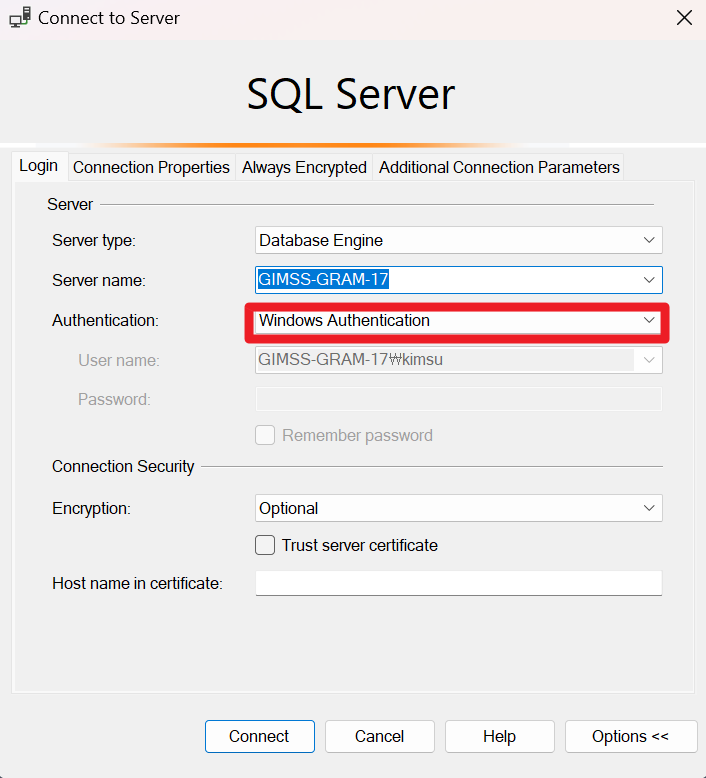 Connect to Server
SQL Server
Login Connection Properties Always Encrypted Additional Connection Parameters
Server
Server type: Database Engine
Server name: GIMSS-GRAM-17
Authentication: Windows Authentication
User name: GIMSS-GRAM-17₩kimsu
Password:
Remember password
Connection Security
Encryption: Optional
Trust server certificate
Host name in certificate:
Connect Cancel Help Options <<